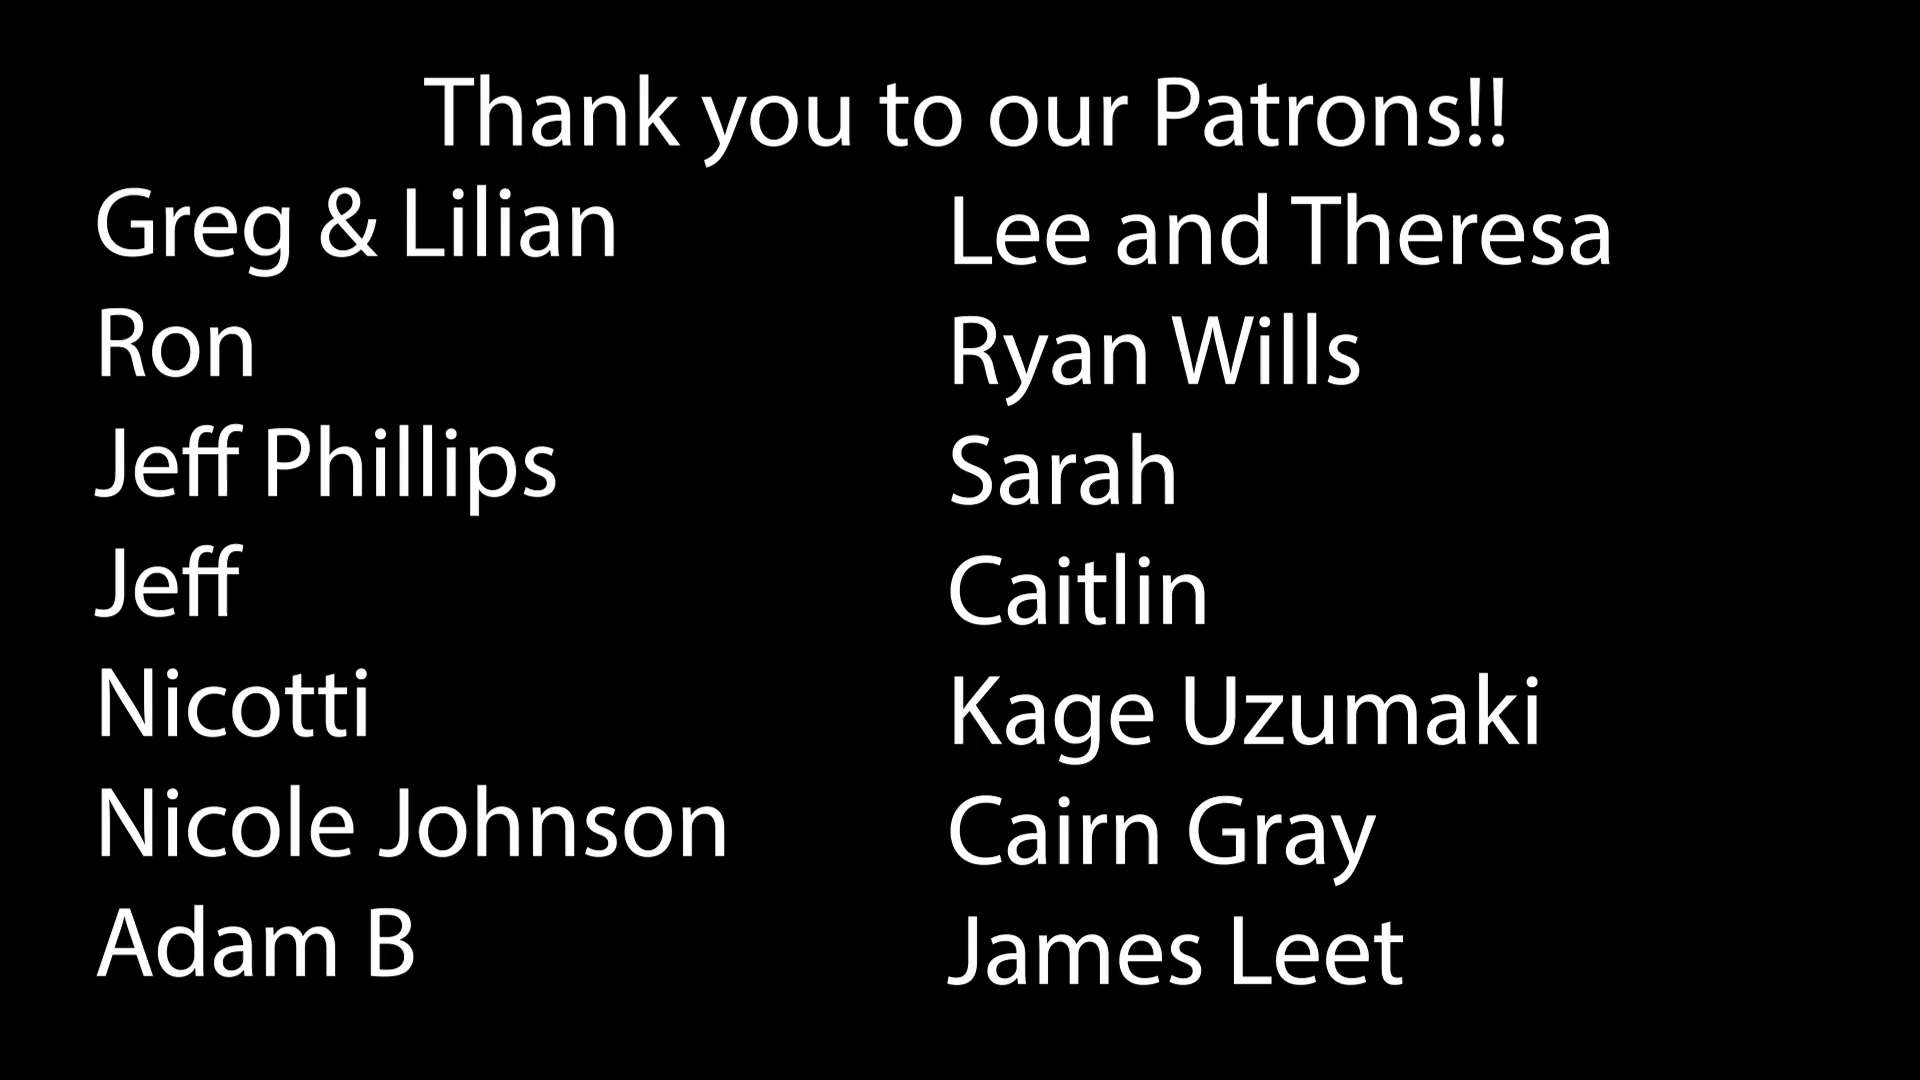 Thank you to our Patrons!!
Greg & Lilian
Ron
Jeff Phillips
Jeff
Nicotti
Nicole Johnson
Adam B
Lee and Theresa
Ryan Wills
Sarah
Caitlin
Kage Uzumaki
Cairn Gray
James Leet